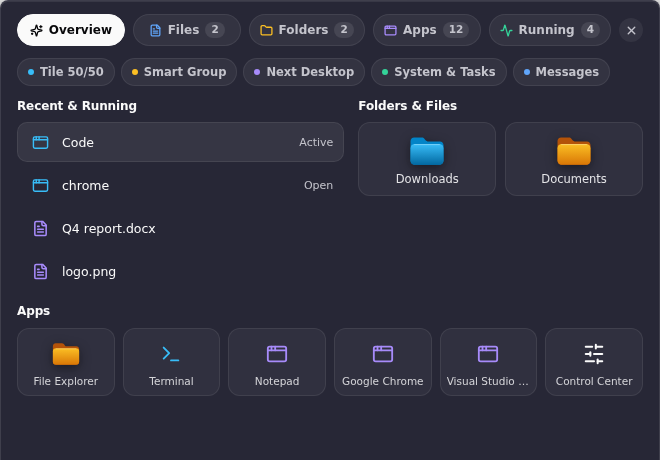 Overview
Files 2
Folders 2
Apps 12
Running 4
Tile 50/50
Smart Group
Next Desktop
System & Tasks
Messages
Recent & Running
Code Active
chrome Open
Q4 report.docx
logo.png
Folders & Files
Downloads
Documents
Apps
File Explorer
Terminal
Notepad
Google Chrome
Visual Studio ...
Control Center